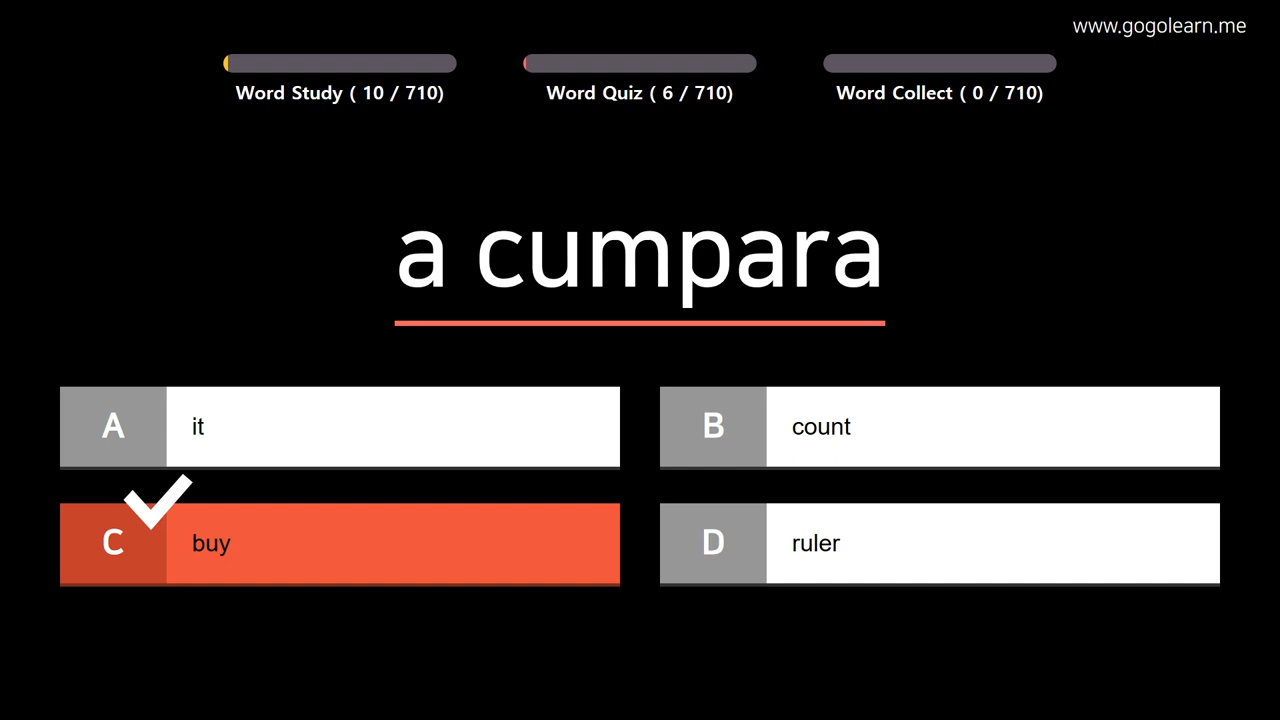 www.gogolearn.me
Word Study ( 10 / 710)
Word Quiz ( 6 / 710)
Word Collect ( 0 / 710)
a cumpara
A it
B count
C buy
D ruler